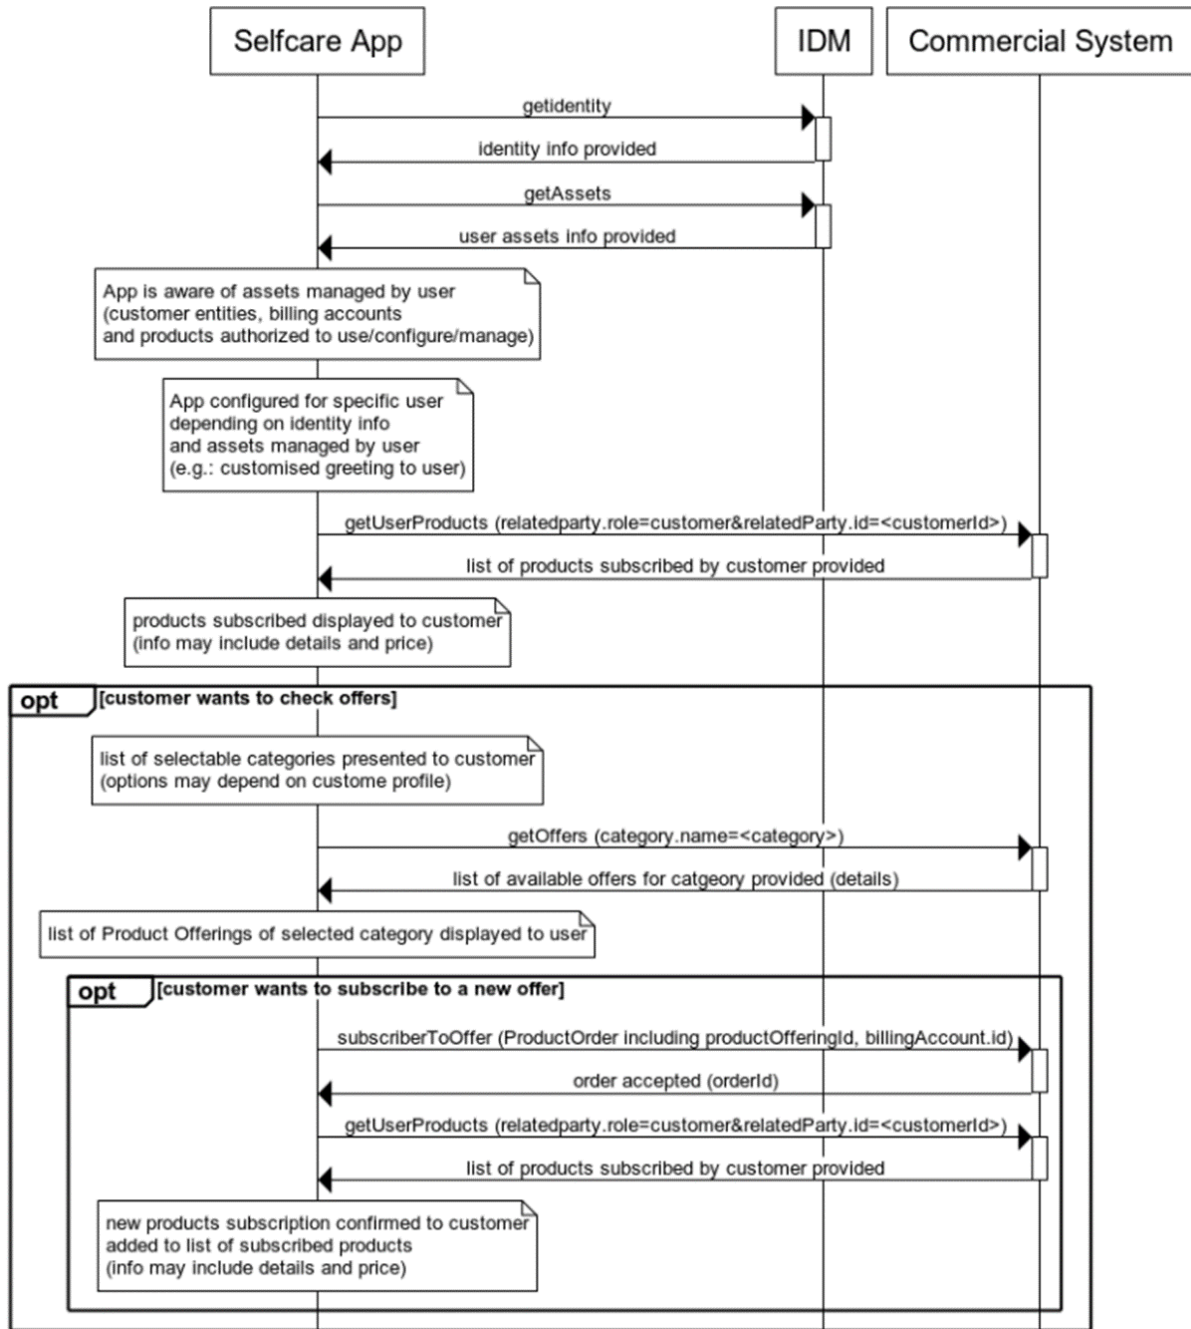 Selfcare App
IDM
Commercial System
getidentity
identity info provided
getAssets
user assets info provided
App is aware of assets managed by user
(customer entities, billing accounts
and products authorized to use/configure/manage)
App configured for specific user
depending on identity info
and assets managed by user
(e.g.: customised greeting to user)
getUserProducts (relatedparty.role=customer&relatedParty.id=<customerId>)
list of products subscribed by customer provided
products subscribed displayed to customer
(info may include details and price)
opt [customer wants to check offers]
list of selectable categories presented to customer
(options may depend on custome profile)
getOffers (category.name=<category>)
list of available offers for catgeory provided (details)
list of Product Offerings of selected category displayed to user
opt [customer wants to subscribe to a new offer]
subscriberToOffer (ProductOrder including productOfferingId, billingAccount.id)
order accepted (orderId)
getUserProducts (relatedparty.role=customer&relatedParty.id=<customerId>)
list of products subscribed by customer provided
new products subscription confirmed to customer
added to list of subscribed products
(info may include details and price)